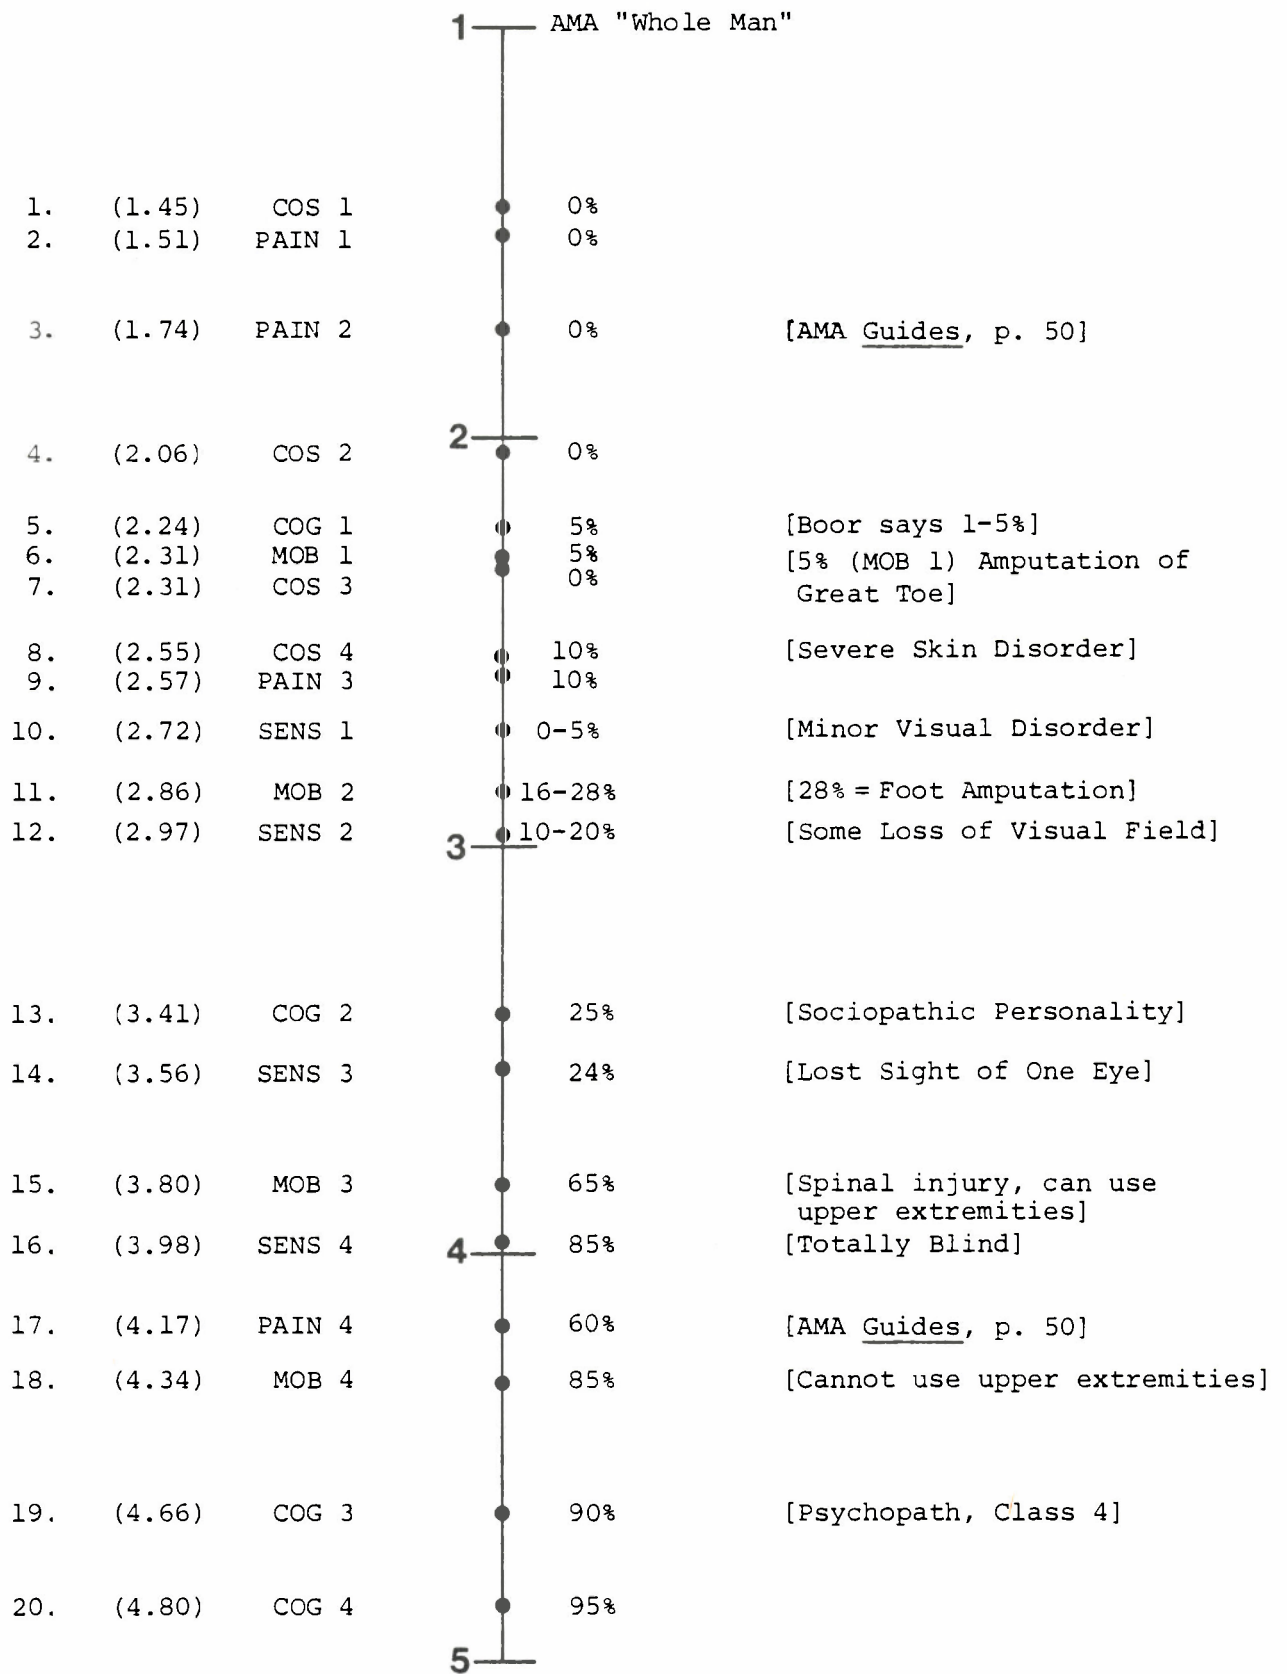 1 AMA "Whole Man"
1. (1.45) COS 1 0%
2. (1.51) PAIN 1 0%
3. (1.74) PAIN 2 0% [AMA Guides, p. 50]
2
4. (2.06) COS 2 0%
5. (2.24) COG 1 5% [Boor says 1-5%]
6. (2.31) MOB 1 5% [5% (MOB 1) Amputation of
7. (2.31) COS 3 0% Great Toe]
8. (2.55) COS 4 10% [Severe Skin Disorder]
9. (2.57) PAIN 3 10%
10. (2.72) SENS 1 0-5% [Minor Visual Disorder]
11. (2.86) MOB 2 16-28% [28% = Foot Amputation]
12. (2.97) SENS 2 10-20% [Some Loss of Visual Field]
3
13. (3.41) COG 2 25% [Sociopathic Personality]
14. (3.56) SENS 3 24% [Lost Sight of One Eye]
15. (3.80) MOB 3 65% [Spinal injury, can use
upper extremities]
16. (3.98) SENS 4 85% [Totally Blind]
4
17. (4.17) PAIN 4 60% [AMA Guides, p. 50]
18. (4.34) MOB 4 85% [Cannot use upper extremities]
19. (4.66) COG 3 90% [Psychopath, Class 4]
20. (4.80) COG 4 95%
5